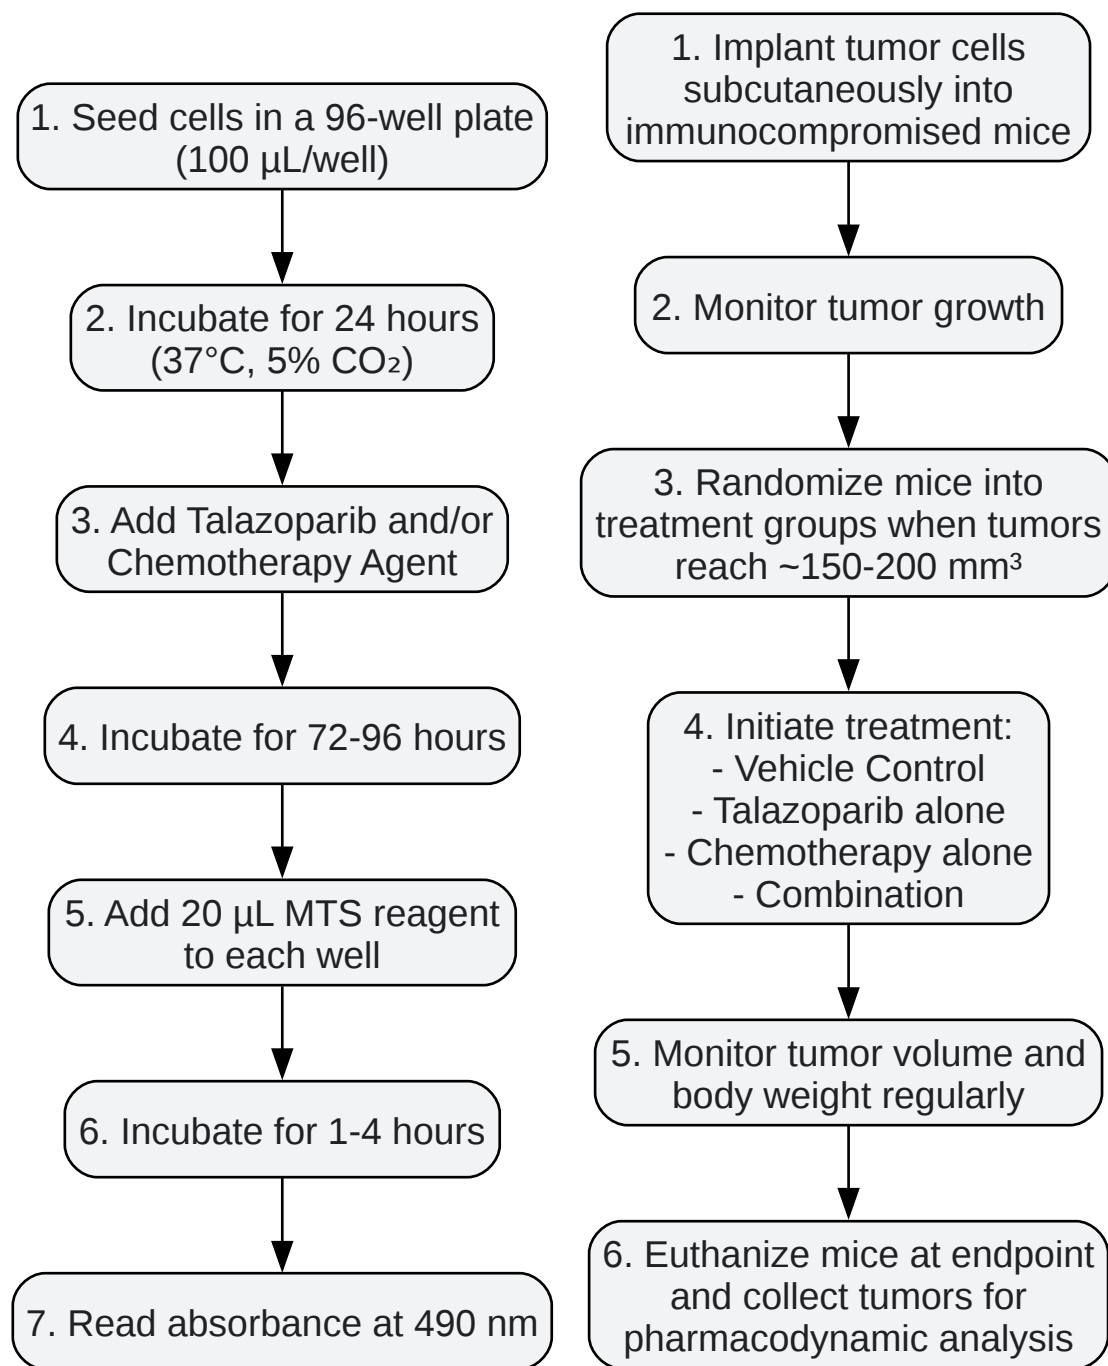 1. Seed cells in a 96-well plate
(100 µL/well)
2. Incubate for 24 hours
(37°C, 5% CO₂)
3. Add Talazoparib and/or
Chemotherapy Agent
4. Incubate for 72-96 hours
5. Add 20 µL MTS reagent
to each well
6. Incubate for 1-4 hours
7. Read absorbance at 490 nm
1. Implant tumor cells
subcutaneously into
immunocompromised mice
2. Monitor tumor growth
3. Randomize mice into
treatment groups when tumors
reach ~150-200 mm³
4. Initiate treatment:
- Vehicle Control
- Talazoparib alone
- Chemotherapy alone
- Combination
5. Monitor tumor volume and
body weight regularly
6. Euthanize mice at endpoint
and collect tumors for
pharmacodynamic analysis